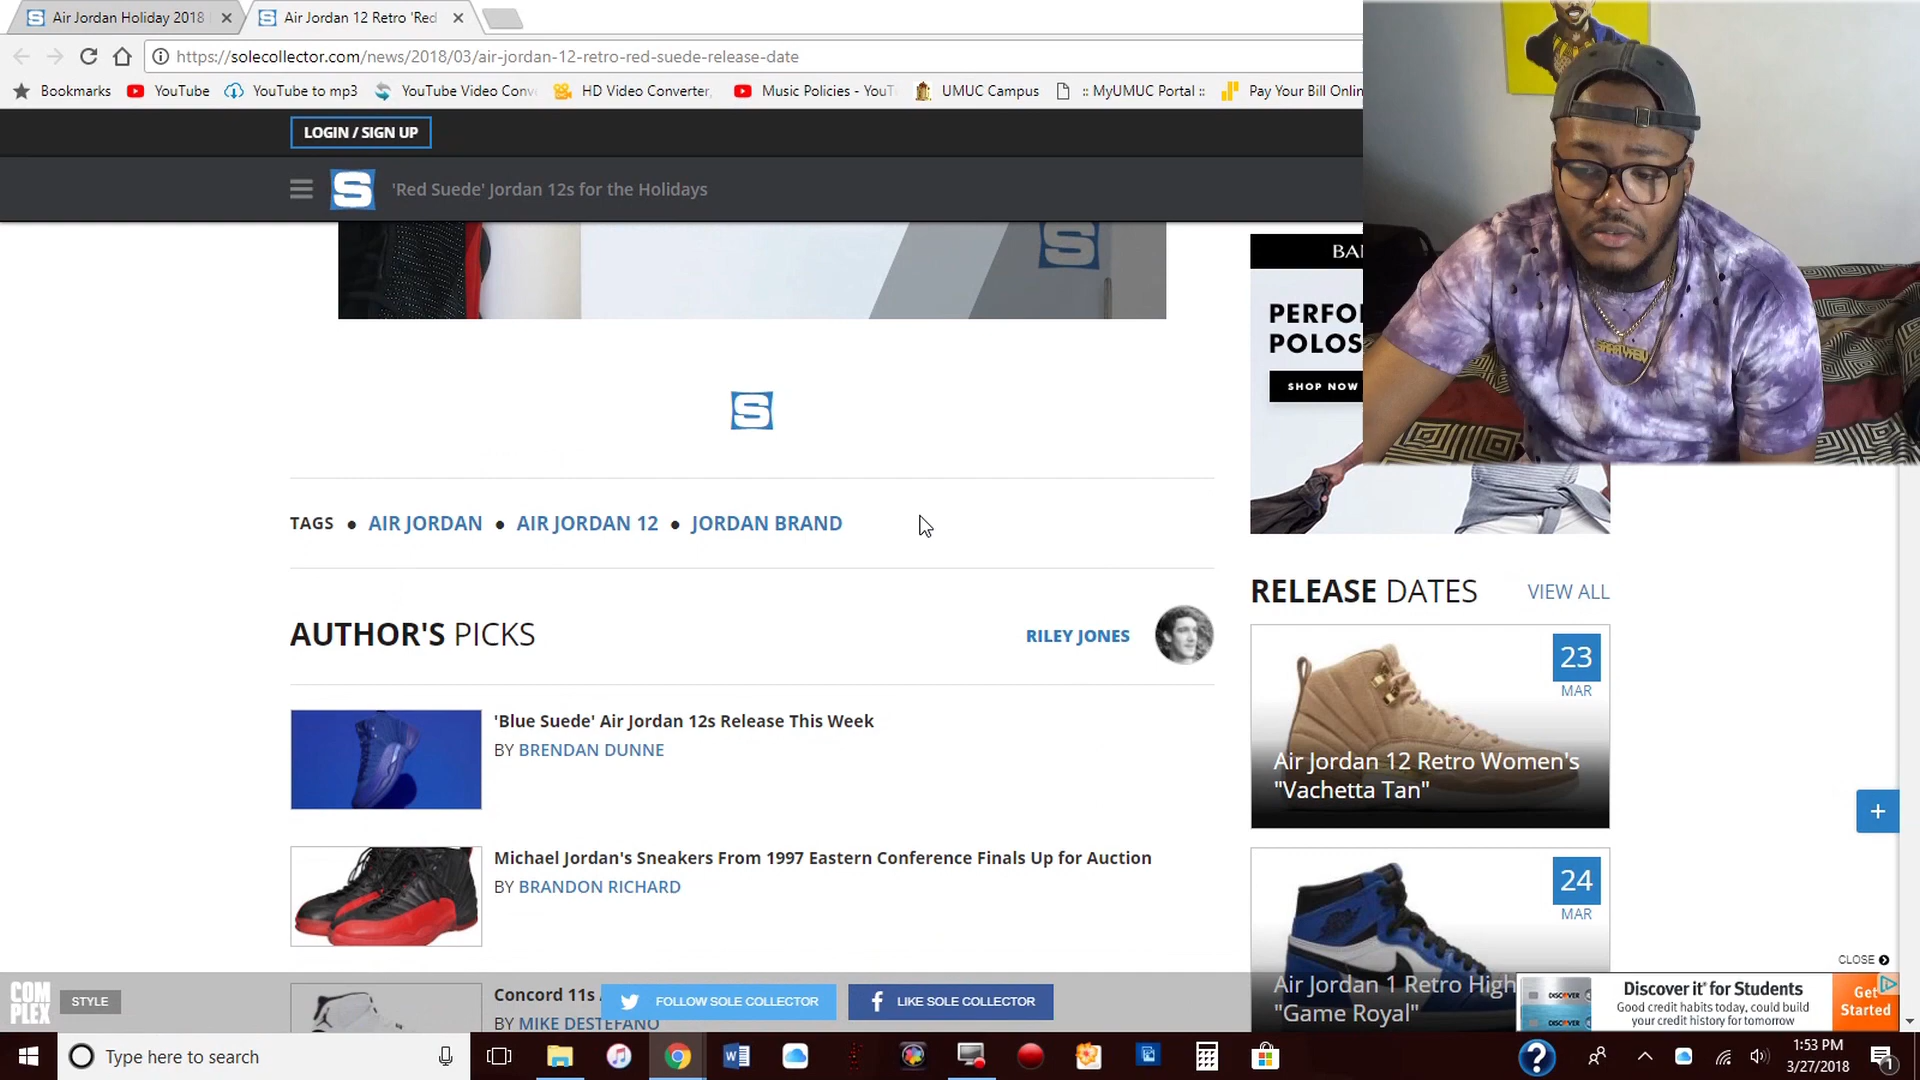 Air Jordan Holiday 2018
Air Jordan 12 Retro 'Red
https://solecollector.com/news/2018/03/air-jordan-12-retro-red-suede-release-date
Bookmarks YouTube YouTube to mp3 YouTube Video Conv HD Video Converter, Music Policies - YouT UMUC Campus :: MyUMUC Portal :: Pay Your Bill Onlin
LOGIN / SIGN UP
S 'Red Suede' Jordan 12s for the Holidays
S
BA
PERFO
POLOS
SHOP NOW
S
TAGS • AIR JORDAN • AIR JORDAN 12 • JORDAN BRAND
RELEASE DATES VIEW ALL
AUTHOR'S PICKS
RILEY JONES
23
MAR
Air Jordan 12 Retro Women's
"Vachetta Tan"
'Blue Suede' Air Jordan 12s Release This Week
BY BRENDAN DUNNE
Michael Jordan's Sneakers From 1997 Eastern Conference Finals Up for Auction
BY BRANDON RICHARD
24
MAR
Air Jordan 1 Retro High
"Game Royal"
+
CLOSE
Concord 11s
BY MIKE DESTEFANO
COM
PLEX
STYLE
FOLLOW SOLE COLLECTOR
LIKE SOLE COLLECTOR
DISCOVER
DISCOVER
Discover it® for Students
Good credit habits today, could build
your credit history for tomorrow
Get
Started
Type here to search
1:53 PM
3/27/2018
1